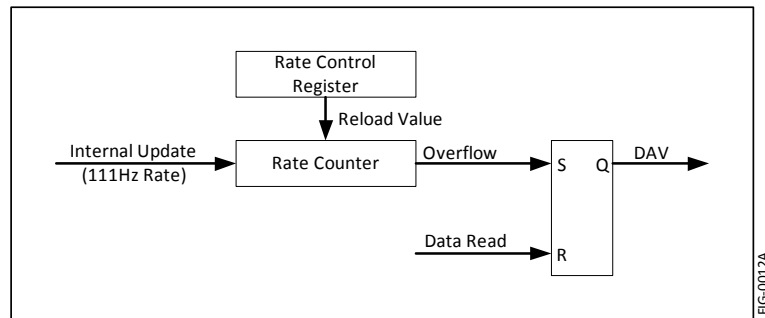 Rate Control
Register
Reload Value
Internal Update
(111Hz Rate)
Rate Counter
Overflow
S
Q
DAV
Data Read
R
FIG-0012A